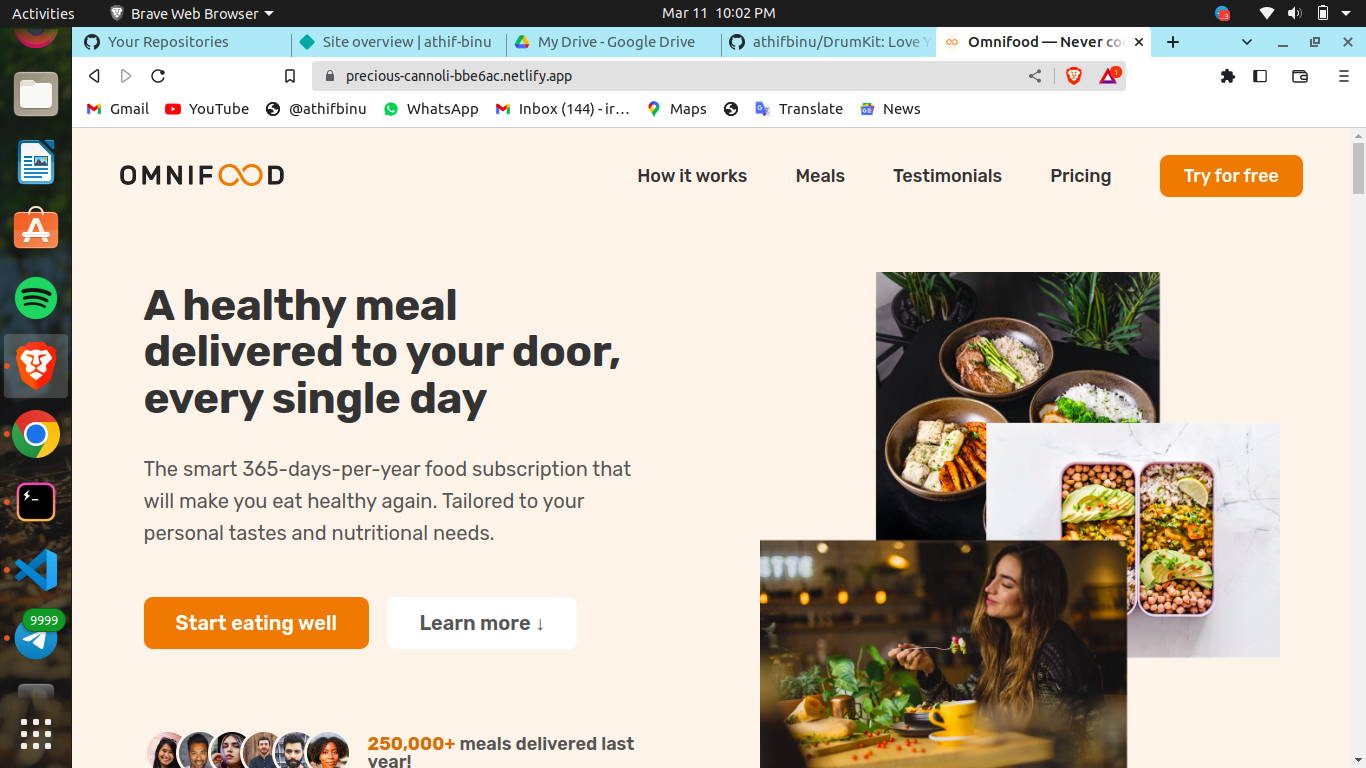 Activities Brave Web Browser Mar 11 10:02 PM 3
Your Repositories Site overview | athif-binu My Drive - Google Drive athifbinu/DrumKit: Love Y Omnifood — Never co
precious-cannoli-bbe6ac.netlify.app 1
Gmail YouTube @athifbinu WhatsApp Inbox (144) - ir… Maps Translate News
OMNIFOOD How it works Meals Testimonials Pricing Try for free
A healthy meal
delivered to your door,
every single day
The smart 365-days-per-year food subscription that
will make you eat healthy again. Tailored to your
personal tastes and nutritional needs.
Start eating well Learn more ↓
9999
250,000+ meals delivered last
year!